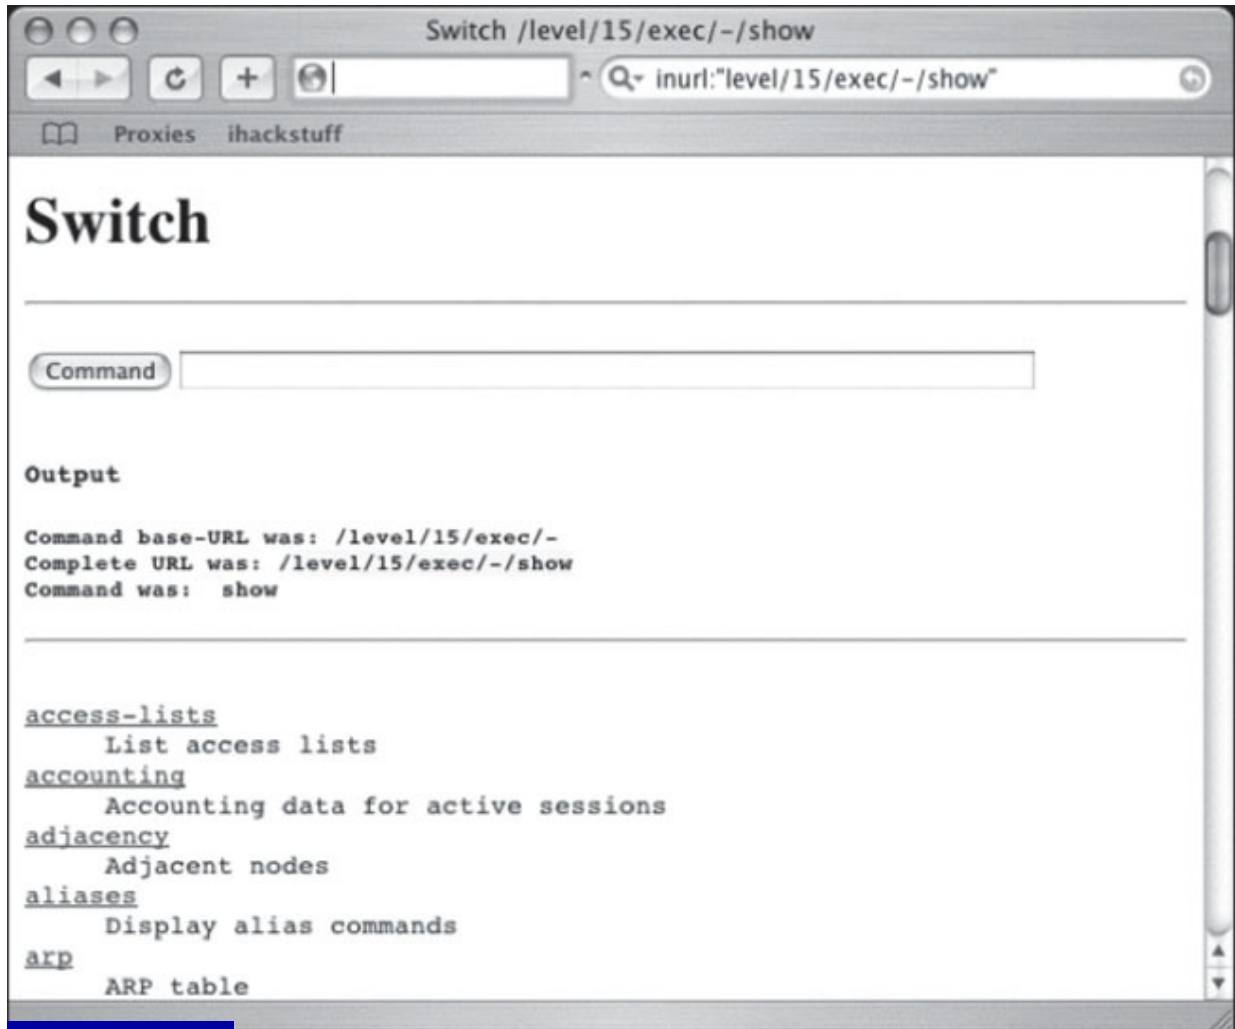 Switch /level/15/exec/-/show
inurl:"level/15/exec/-/show"
Proxies ihackstuff
Switch
Command
Output
Command base-URL was: /level/15/exec/-
Complete URL was: /level/15/exec/-/show
Command was: show
access-lists
List access lists
accounting
Accounting data for active sessions
adjacency
Adjacent nodes
aliases
Display alias commands
arp
ARP table